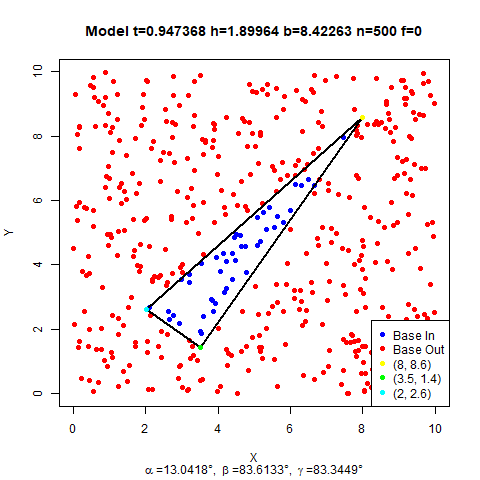 Model t=0.947368 h=1.89964 b=8.42263 n=500 f=0
10
8
6
4
2
0
Y
Base In
Base Out
(8, 8.6)
(3.5, 1.4)
(2, 2.6)
0 2 4 6 8 10
X
α=13.0418°, β=83.6133°, γ=83.3449°